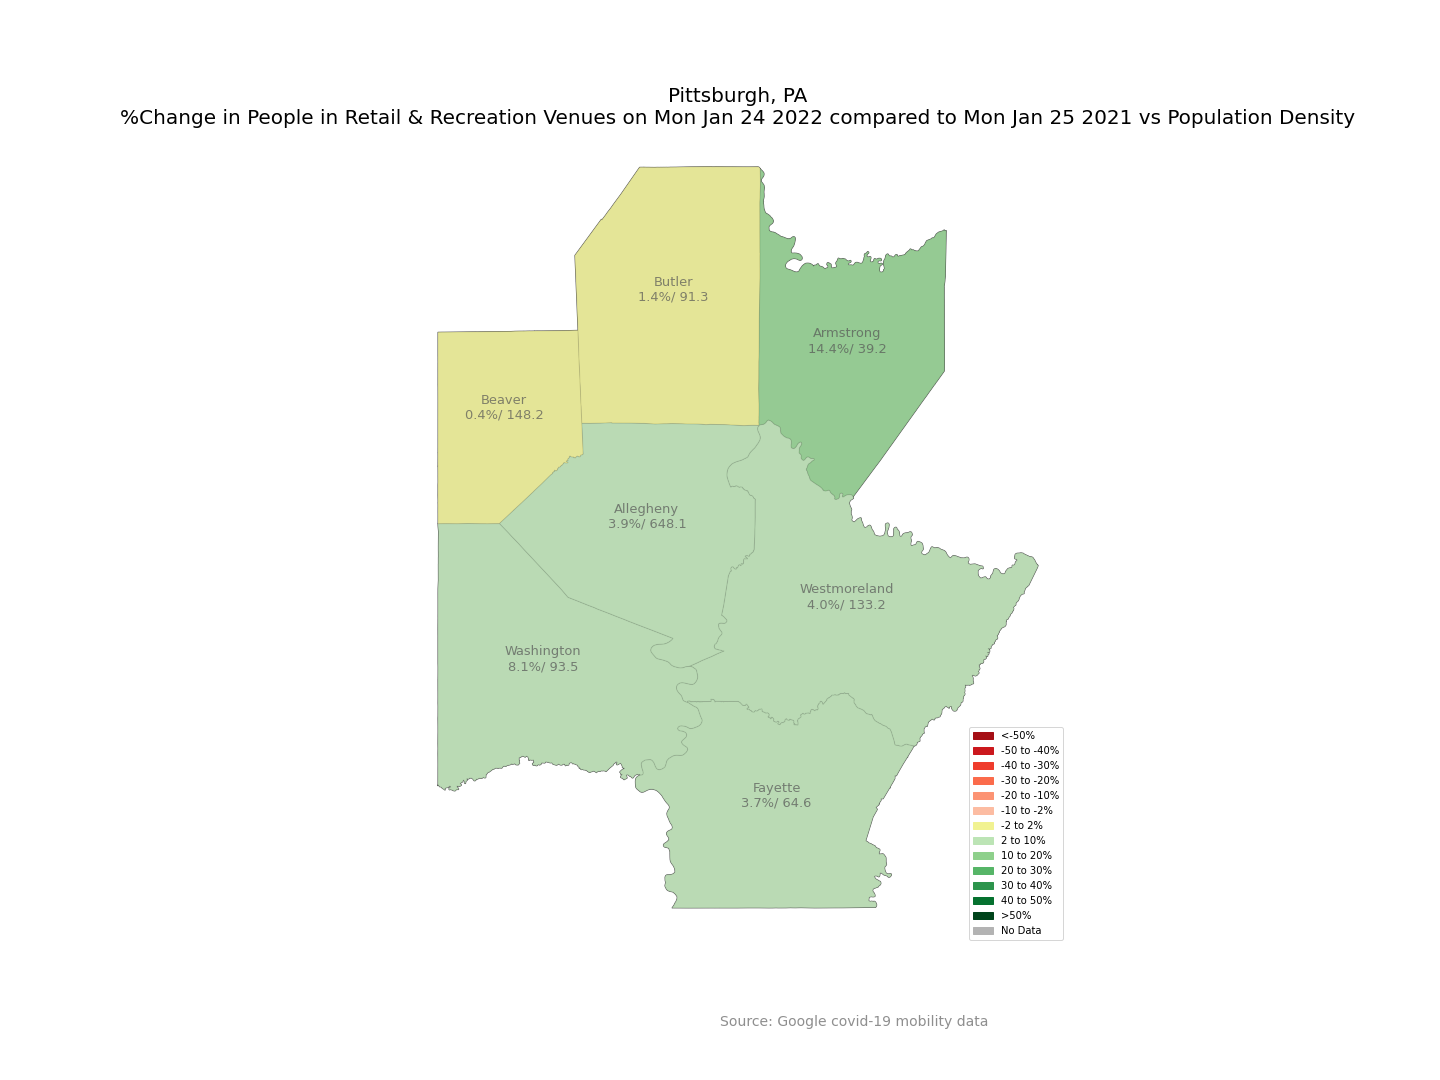 Pittsburgh, PA
%Change in People in Retail & Recreation Venues on Mon Jan 24 2022 compared to Mon Jan 25 2021 vs Population Density
Butler
1.4%/ 91.3
Armstrong
14.4%/ 39.2
Beaver
0.4%/ 148.2
Allegheny
3.9%/ 648.1
Westmoreland
4.0%/ 133.2
Washington
8.1%/ 93.5
Fayette
3.7%/ 64.6
<-50%
-50 to -40%
-40 to -30%
-30 to -20%
-20 to -10%
-10 to -2%
-2 to 2%
2 to 10%
10 to 20%
20 to 30%
30 to 40%
40 to 50%
>50%
No Data
Source: Google covid-19 mobility data